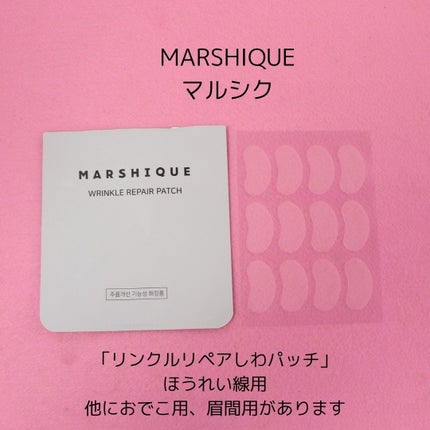 MARSHIQUE
マルシク
MARSHIQUE
WRINKLE REPAIR PATCH
주름개선 기능성 화장품
「リンクルリペアしわパッチ」
ほうれい線用
他におでこ用、眉間用があります